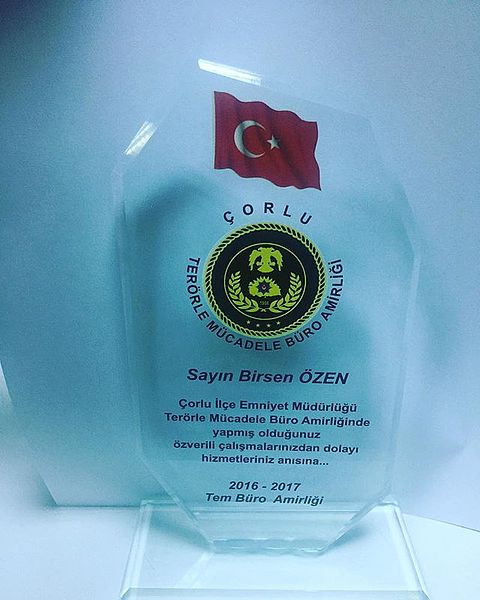 ÇORLU
TERÖRLE MÜCADELE BÜRO AMİRLİĞİ
Sayın Birsen ÖZEN
Çorlu İlçe Emniyet Müdürlüğü
Terörle Mücadele Büro Amirliğinde
yapmış olduğunuz
özverili çalışmalarınızdan dolayı
hizmetleriniz anısına...
2016 - 2017
Tem Büro Amirliği